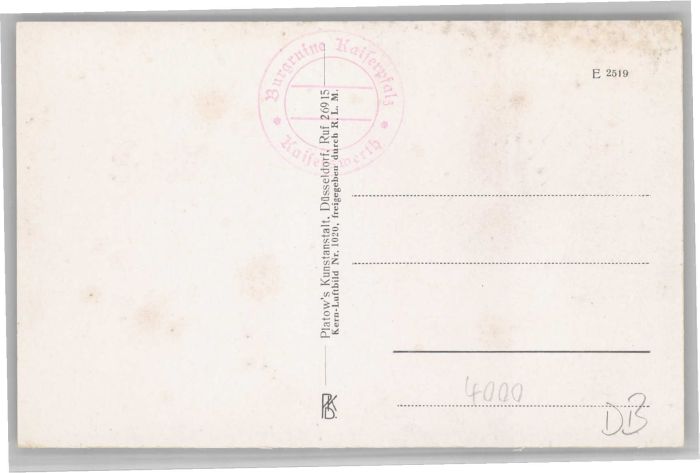 Burgruine Kaiserpfalz
Kaiserswerth
E 2519
Platow's Kunstanstalt, Düsseldorf, Ruf 26915
Kern-Luftbild Nr. 1020, freigegeben durch R. L. M.
4000
DB